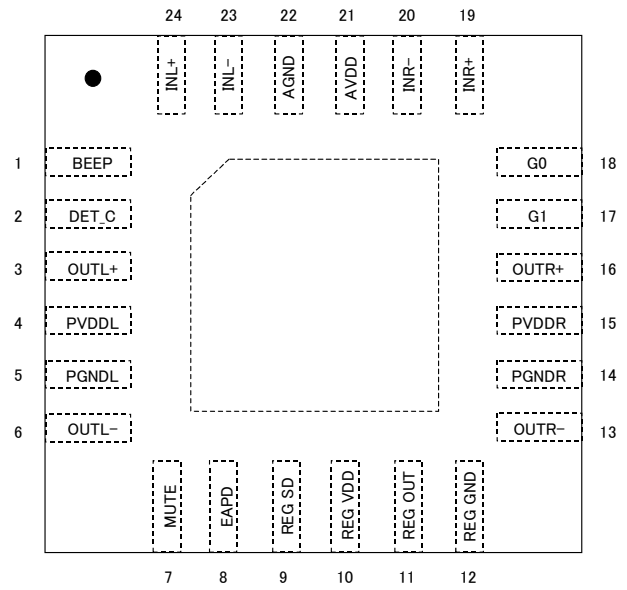 24 23 22 21 20 19
INL+ INL- AGND AVDD INR- INR+
1 BEEP G0 18
2 DET_C G1 17
3 OUTL+ OUTR+ 16
4 PVDDL PVDDR 15
5 PGNDL PGNDR 14
6 OUTL- OUTR- 13
MUTE EAPD REG SD REG VDD REG OUT REG GND
7 8 9 10 11 12